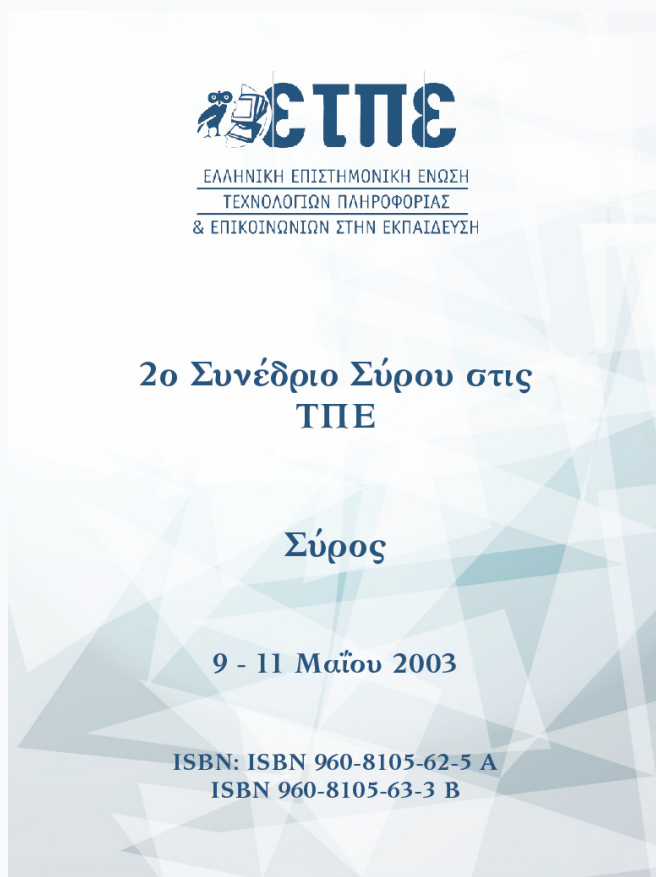 ετπε
ΕΛΛΗΝΙΚΗ ΕΠΙΣΤΗΜΟΝΙΚΗ ΕΝΩΣΗ
ΤΕΧΝΟΛΟΓΙΩΝ ΠΛΗΡΟΦΟΡΙΑΣ
& ΕΠΙΚΟΙΝΩΝΙΩΝ ΣΤΗΝ ΕΚΠΑΙΔΕΥΣΗ
2ο Συνέδριο Σύρου στις
ΤΠΕ
Σύρος
9 - 11 Μαΐου 2003
ISBN: ISBN 960-8105-62-5 Α
ISBN 960-8105-63-3 Β